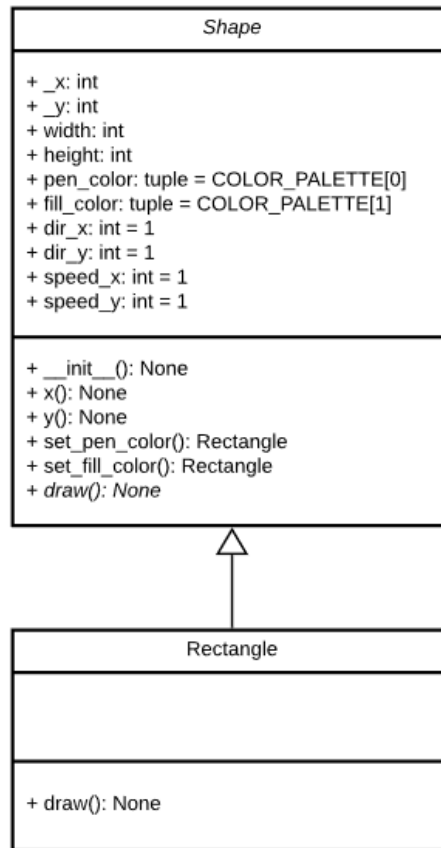 Shape
+ _x: int
+ _y: int
+ width: int
+ height: int
+ pen_color: tuple = COLOR_PALETTE[0]
+ fill_color: tuple = COLOR_PALETTE[1]
+ dir_x: int = 1
+ dir_y: int = 1
+ speed_x: int = 1
+ speed_y: int = 1
+ __init__(): None
+ x(): None
+ y(): None
+ set_pen_color(): Rectangle
+ set_fill_color(): Rectangle
+ draw(): None
Rectangle
+ draw(): None